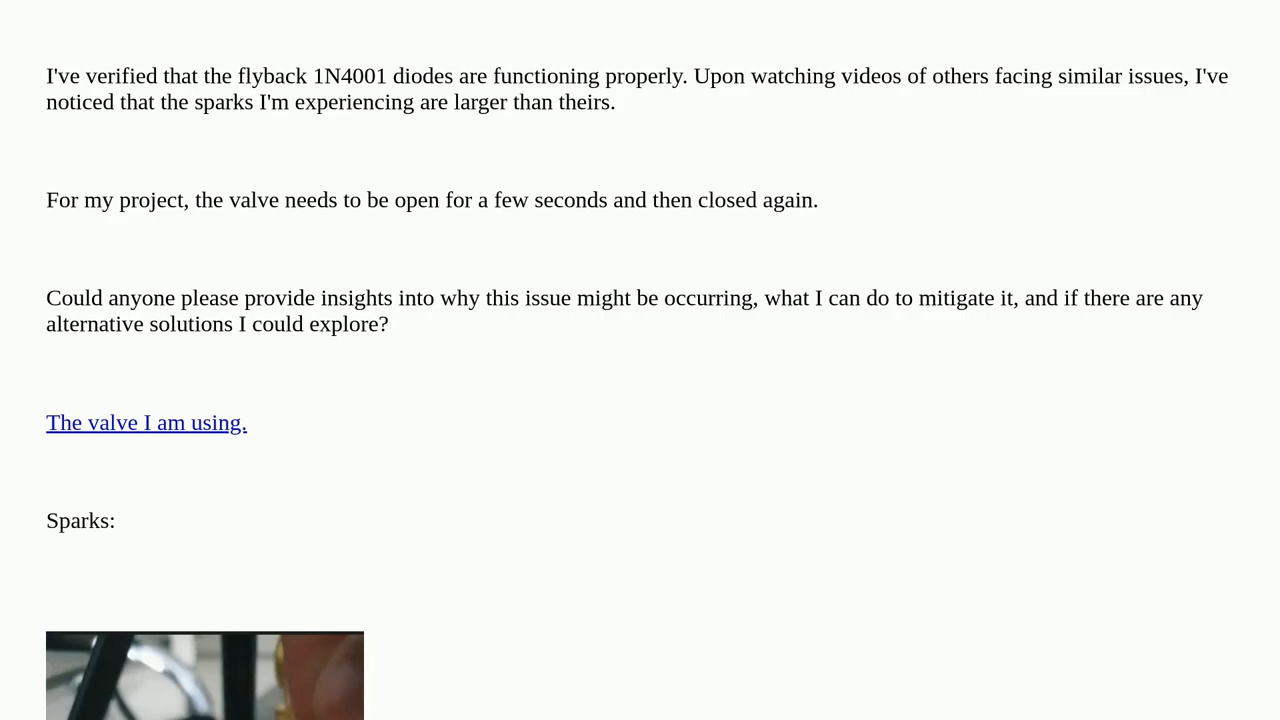 I've verified that the flyback 1N4001 diodes are functioning properly. Upon watching videos of others facing similar issues, I've
noticed that the sparks I'm experiencing are larger than theirs.
For my project, the valve needs to be open for a few seconds and then closed again.
Could anyone please provide insights into why this issue might be occurring, what I can do to mitigate it, and if there are any
alternative solutions I could explore?
The valve I am using.
Sparks: